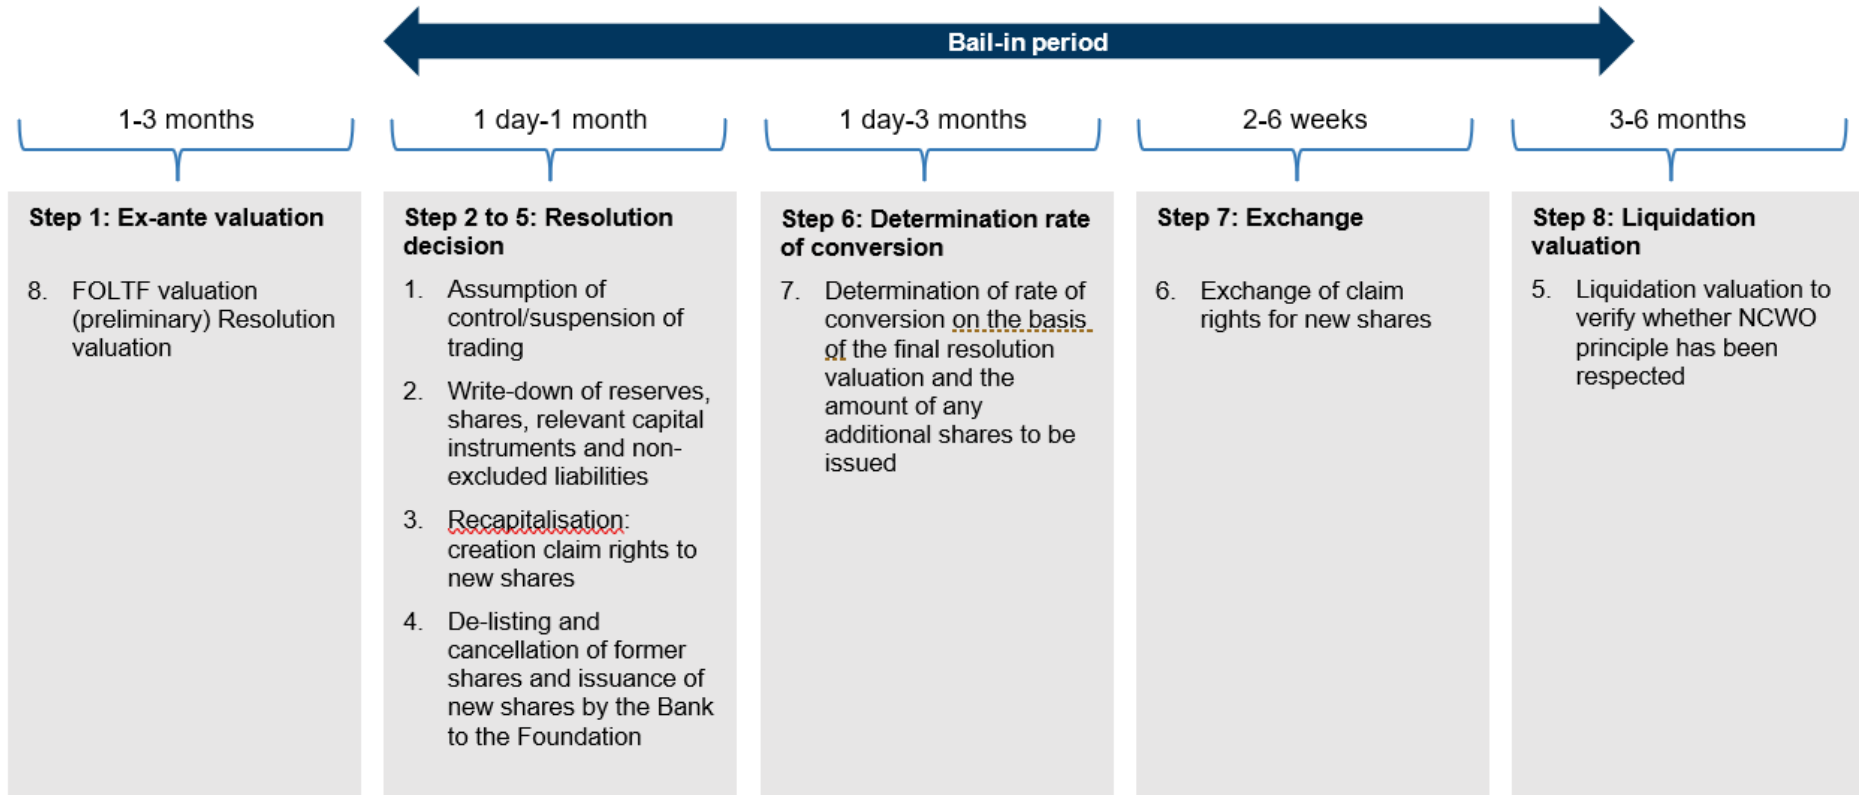 Bail-in period
1-3 months
1 day-1 month
1 day-3 months
2-6 weeks
3-6 months
Step 1: Ex-ante valuation
8. FOLTF valuation
(preliminary) Resolution
valuation
Step 2 to 5: Resolution
decision
1. Assumption of
control/suspension of
trading
2. Write-down of reserves,
shares, relevant capital
instruments and non-
excluded liabilities
3. Recapitalisation:
creation claim rights to
new shares
4. De-listing and
cancellation of former
shares and issuance of
new shares by the Bank
to the Foundation
Step 6: Determination rate
of conversion
7. Determination of rate of
conversion on the basis
of the final resolution
valuation and the
amount of any
additional shares to be
issued
Step 7: Exchange
6. Exchange of claim
rights for new shares
Step 8: Liquidation
valuation
5. Liquidation valuation to
verify whether NCWO
principle has been
respected